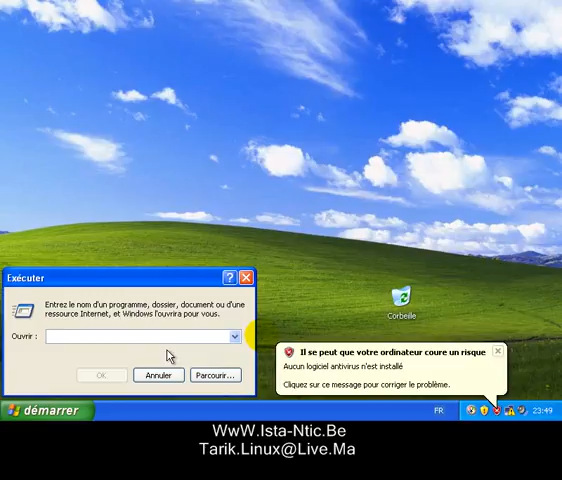 Exécuter
Entrez le nom d'un programme, dossier, document ou d'une
ressource Internet, et Windows l'ouvrira pour vous.
Ouvrir :
OK
Annuler
Parcourir...
Corbeille
Il se peut que votre ordinateur coure un risque
Aucun logiciel antivirus n'est installé
Cliquez sur ce message pour corriger le problème.
démarrer
FR
23:49
WwW.Ista-Ntic.Be
Tarik.Linux@Live.Ma